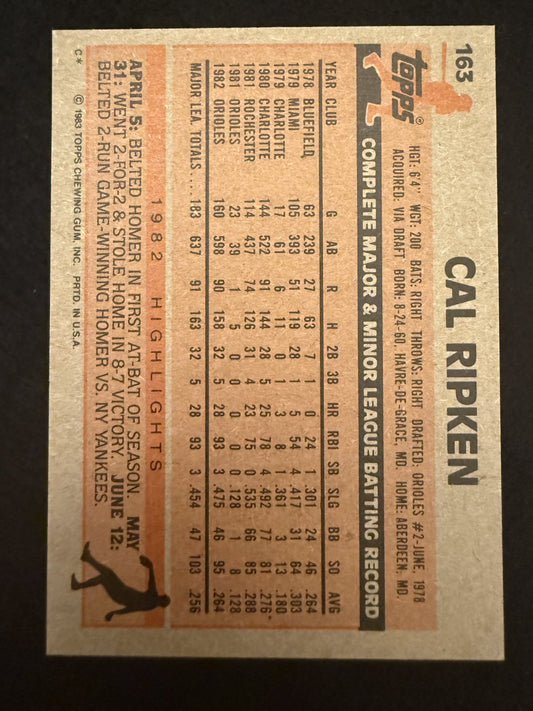 163
topps®
CAL RIPKEN
HGT: 6'4" WGT: 200 BATS: RIGHT THROWS: RIGHT DRAFTED: ORIOLES #2-JUNE, 1978
ACQUIRED: VIA DRAFT BORN: 8-24-60, HAVRE-DE-GRACE, MD. HOME: ABERDEEN, MD.
COMPLETE MAJOR & MINOR LEAGUE BATTING RECORD
YEAR CLUB G AB R H 2B 3B HR RBI SB SLG BB SO AVG
1978 BLUEFIELD 63 239 27 63 7 1 0 24 1 .301 24 46 .264
1979 MIAMI 105 393 51 119 28 1 5 54 4 .417 31 64 .303
1979 CHARLOTTE 17 61 6 11 0 1 3 8 1 .361 3 13 .180
1980 CHARLOTTE 144 522 91 144 28 5 25 78 4 .492 77 81 .276*
1981 ROCHESTER 114 437 74 126 31 4 23 75 0 .535 66 85 .288
1981 ORIOLES 23 39 1 5 0 0 0 0 0 .128 1 8 .128
1982 ORIOLES 160 598 90 158 32 5 28 93 3 .475 46 95 .264
MAJOR LEA. TOTALS . . . . 183 637 91 163 32 5 28 93 3 .454 47 103 .256
1982 HIGHLIGHTS
APRIL 5: BELTED HOMER IN FIRST AT-BAT OF SEASON. MAY
31: WENT 2-FOR-2 & STOLE HOME IN 8-7 VICTORY. JUNE 12:
BELTED 2-RUN GAME-WINNING HOMER VS. NY YANKEES.
C* © 1983 TOPPS CHEWING GUM, INC. PRTD. IN U.S.A.